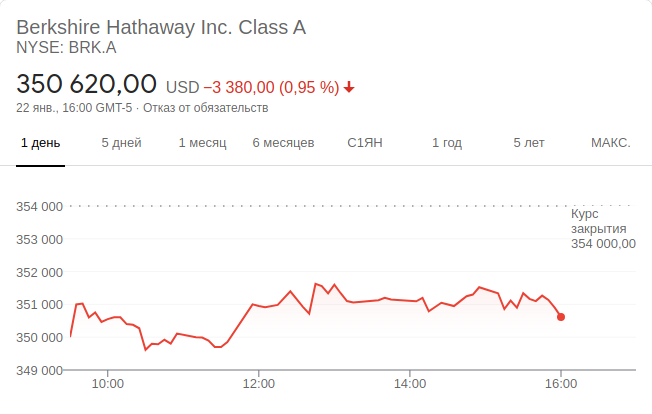 Berkshire Hathaway Inc. Class A
NYSE: BRK.A
350 620,00 USD −3 380,00 (0,95 %)
22 янв., 16:00 GMT-5 · Отказ от обязательств
1 день 5 дней 1 месяц 6 месяцев С1ЯН 1 год 5 лет МАКС.
354 000
Курс
закрытия
354 000,00
353 000
352 000
351 000
350 000
349 000
10:00 12:00 14:00 16:00